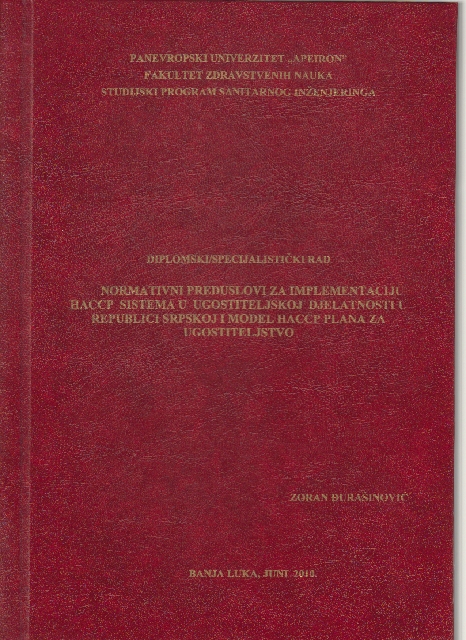 PANEVROPSKI UNIVERZITET „APEIRON"
FAKULTET ZDRAVSTVENIH NAUKA
STUDIJSKI PROGRAM SANITARNOG INŽENJERINGA
DIPLOMSKI/SPECIJALISTIČKI RAD
NORMATIVNI PREDUSLOVI ZA IMPLEMENTACIJU
HACCP SISTEMA U UGOSTITELJSKOJ DJELATNOSTI U
REPUBLICI SRPSKOJ I MODEL HACCP PLANA ZA
UGOSTITELJSTVO
ZORAN ĐURAŠINOVIĆ
BANJA LUKA, JUNI 2010.